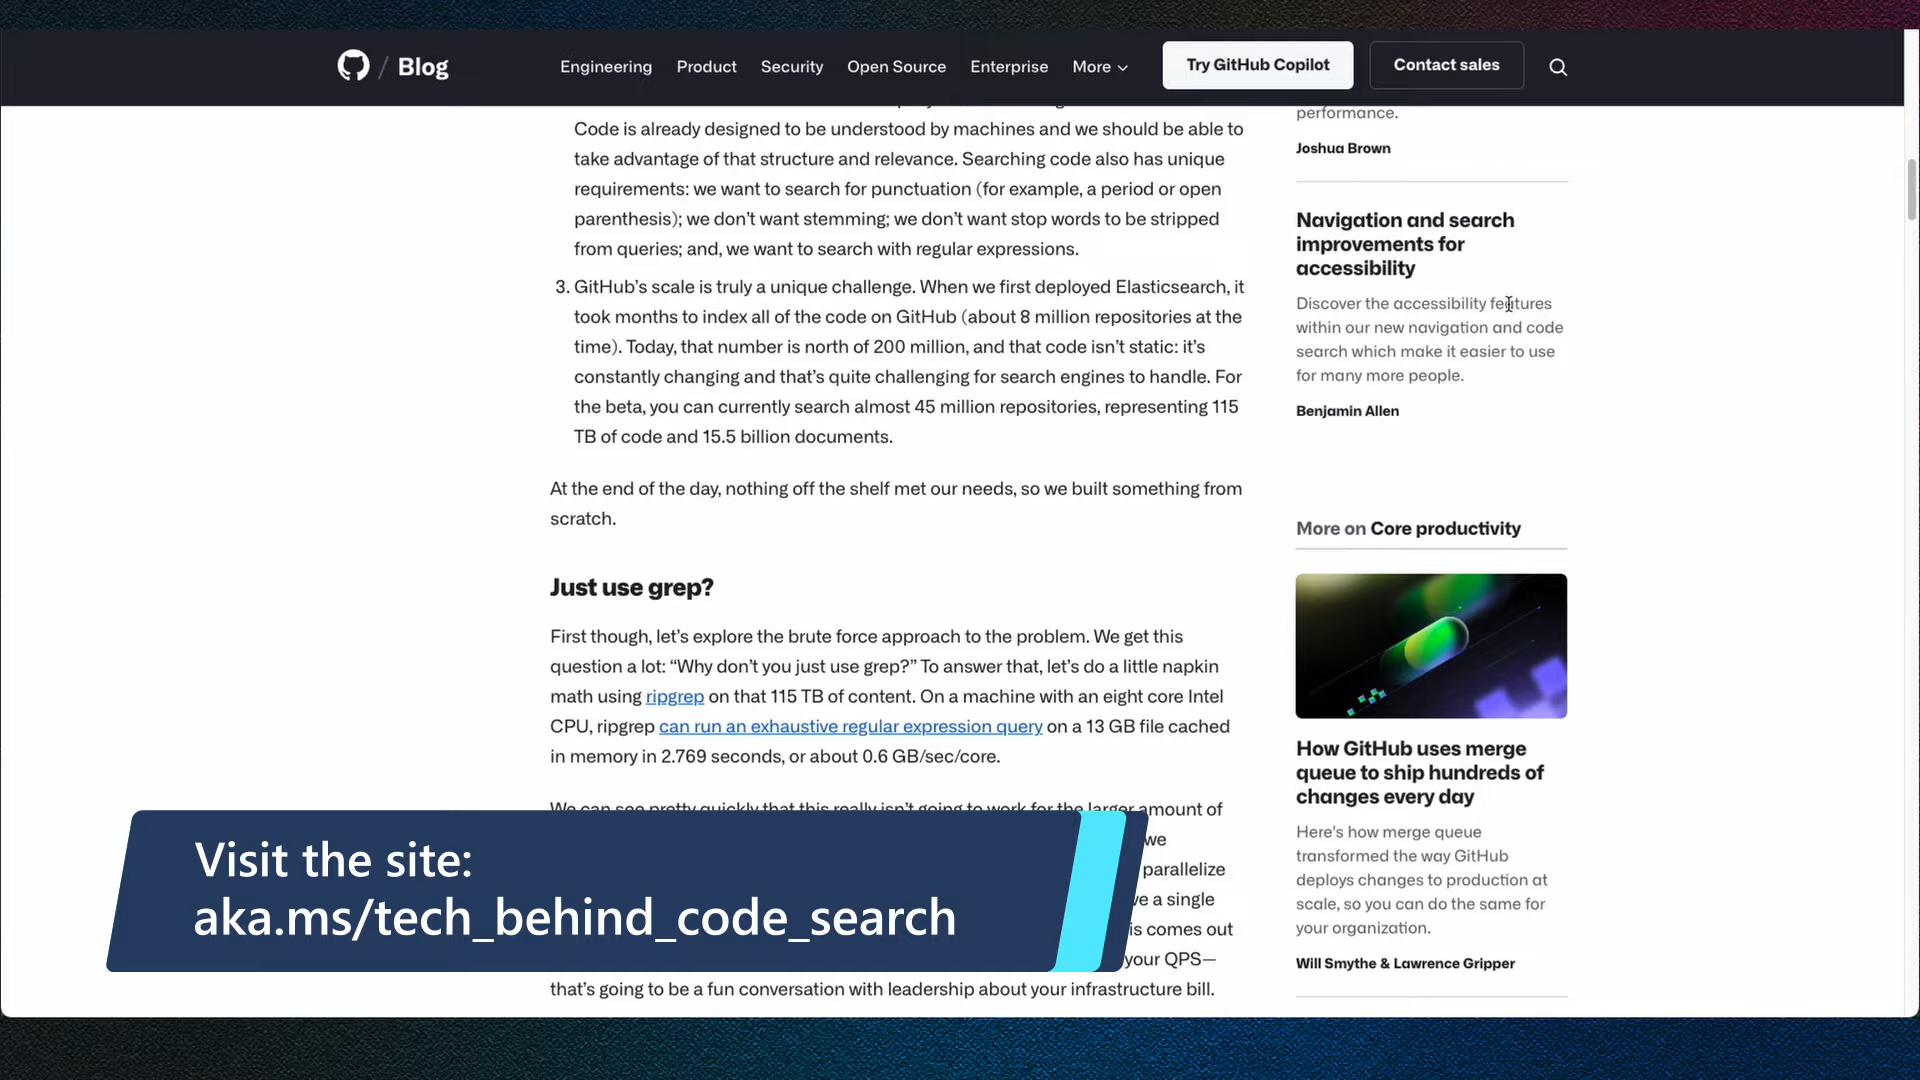 / Blog
Engineering Product Security Open Source Enterprise More
Try GitHub Copilot
Contact sales
Code is already designed to be understood by machines and we should be able to
take advantage of that structure and relevance. Searching code also has unique
requirements: we want to search for punctuation (for example, a period or open
parenthesis); we don’t want stemming; we don’t want stop words to be stripped
from queries; and, we want to search with regular expressions.
3. GitHub’s scale is truly a unique challenge. When we first deployed Elasticsearch, it
took months to index all of the code on GitHub (about 8 million repositories at the
time). Today, that number is north of 200 million, and that code isn’t static: it’s
constantly changing and that’s quite challenging for search engines to handle. For
the beta, you can currently search almost 45 million repositories, representing 115
TB of code and 15.5 billion documents.
At the end of the day, nothing off the shelf met our needs, so we built something from
scratch.
Just use grep?
First though, let’s explore the brute force approach to the problem. We get this
question a lot: “Why don’t you just use grep?” To answer that, let’s do a little napkin
math using ripgrep on that 115 TB of content. On a machine with an eight core Intel
CPU, ripgrep can run an exhaustive regular expression query on a 13 GB file cached
in memory in 2.769 seconds, or about 0.6 GB/sec/core.
We can see pretty quickly that this really isn’t going to work for the larger amount of
we
parallelize
ve a single
is comes out
your QPS—
that’s going to be a fun conversation with leadership about your infrastructure bill.
Visit the site:
aka.ms/tech_behind_code_search
performance.
Joshua Brown
Navigation and search
improvements for
accessibility
Discover the accessibility features
within our new navigation and code
search which make it easier to use
for many more people.
Benjamin Allen
More on Core productivity
How GitHub uses merge
queue to ship hundreds of
changes every day
Here's how merge queue
transformed the way GitHub
deploys changes to production at
scale, so you can do the same for
your organization.
Will Smythe & Lawrence Gripper